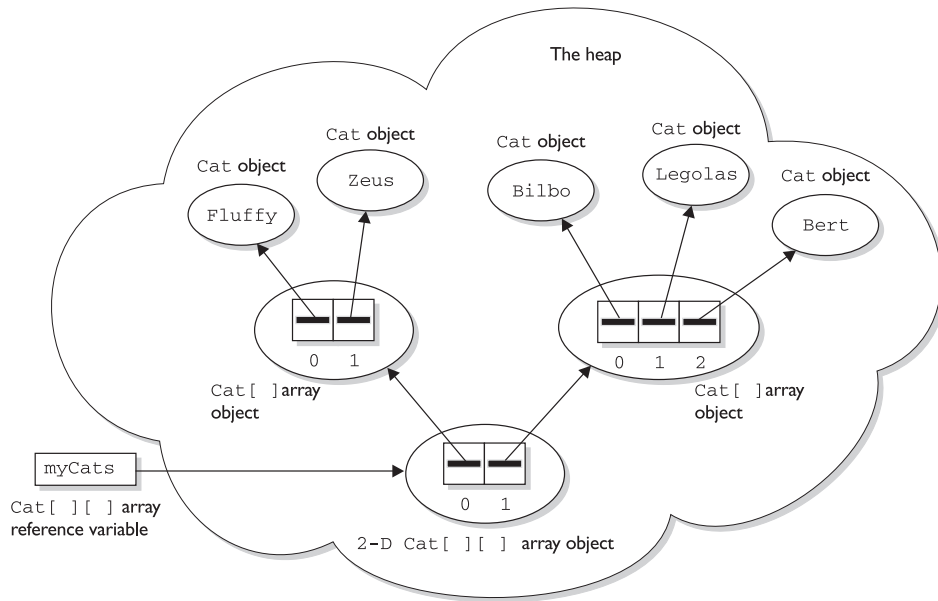 The heap
Cat object
Cat object
Cat object
Cat object
Cat object
Fluffy
Zeus
Bilbo
Legolas
Bert
0 1
0 1 2
Cat[ ]array
object
Cat[ ]array
object
myCats
0 1
Cat[ ][ ] array
reference variable
2-D Cat[ ][ ] array object